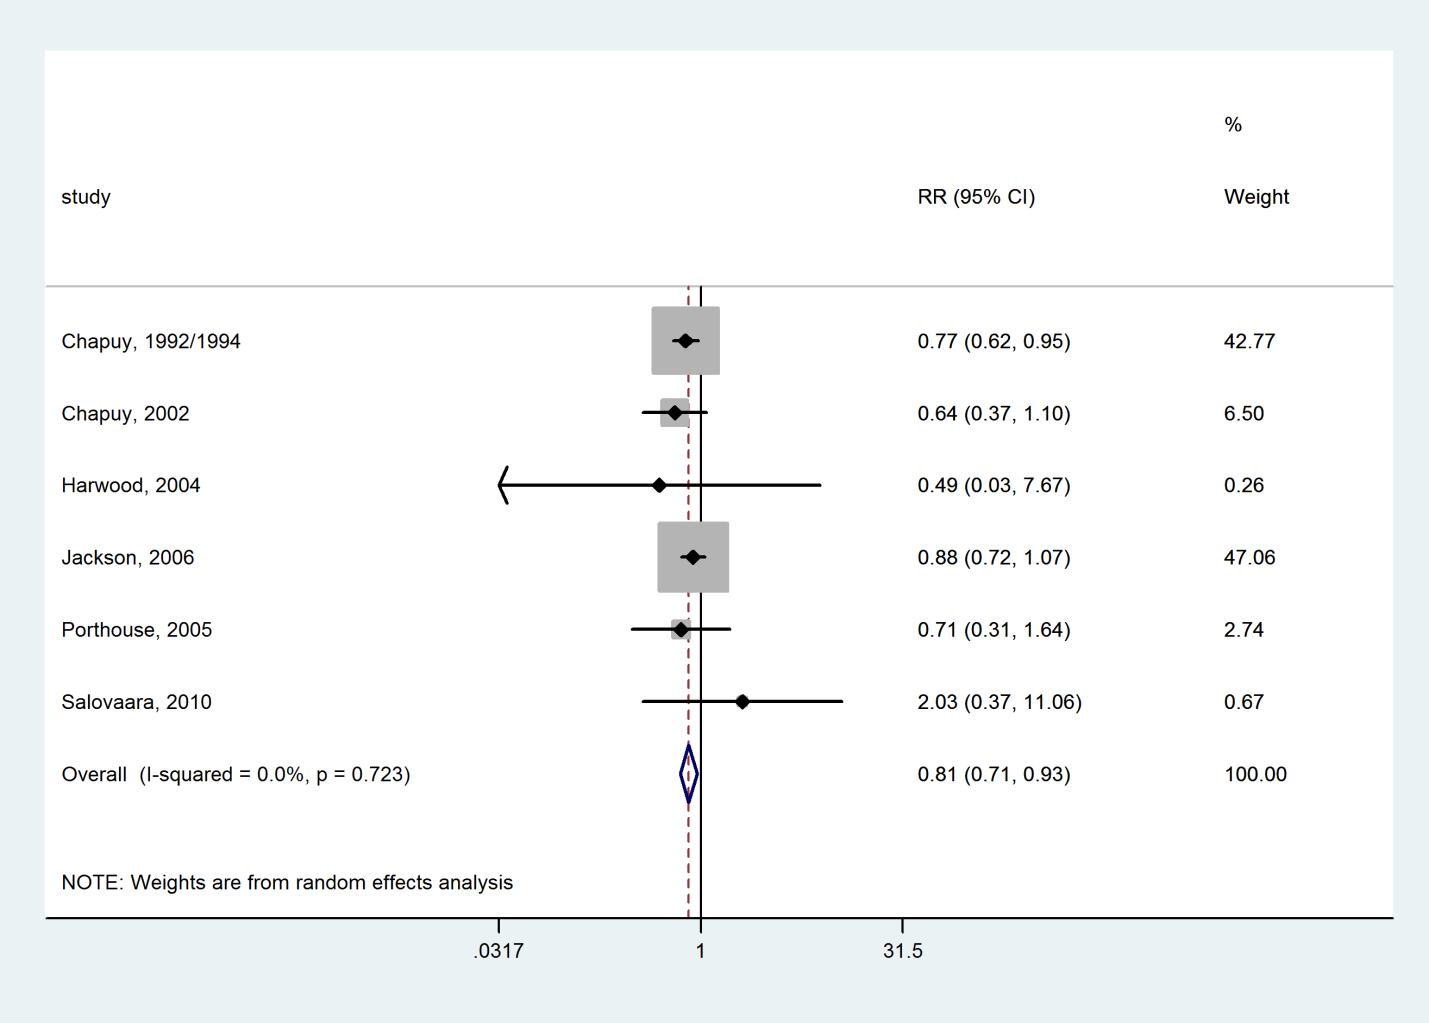 %
study RR (95% CI) Weight
Chapuy, 1992/1994 0.77 (0.62, 0.95) 42.77
Chapuy, 2002 0.64 (0.37, 1.10) 6.50
Harwood, 2004 0.49 (0.03, 7.67) 0.26
Jackson, 2006 0.88 (0.72, 1.07) 47.06
Porthouse, 2005 0.71 (0.31, 1.64) 2.74
Salovaara, 2010 2.03 (0.37, 11.06) 0.67
Overall (I-squared = 0.0%, p = 0.723) 0.81 (0.71, 0.93) 100.00
NOTE: Weights are from random effects analysis
.0317 1 31.5